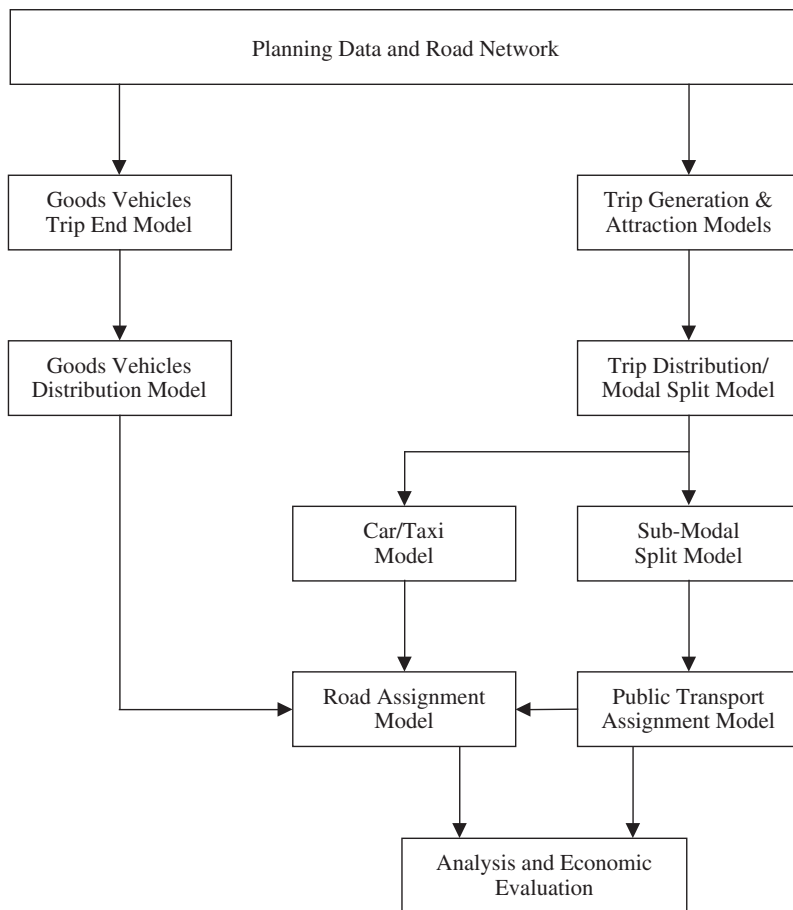 Planning Data and Road Network
Goods Vehicles
Trip End Model
Trip Generation &
Attraction Models
Goods Vehicles
Distribution Model
Trip Distribution/
Modal Split Model
Car/Taxi
Model
Sub-Modal
Split Model
Road Assignment
Model
Public Transport
Assignment Model
Analysis and Economic
Evaluation